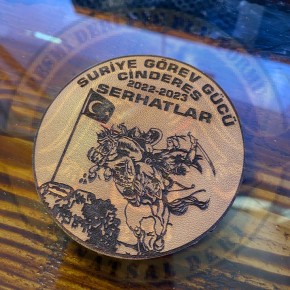 SURİYE GÖREV GÜCÜ
CİNDERES
2022-2023
SERHATLAR